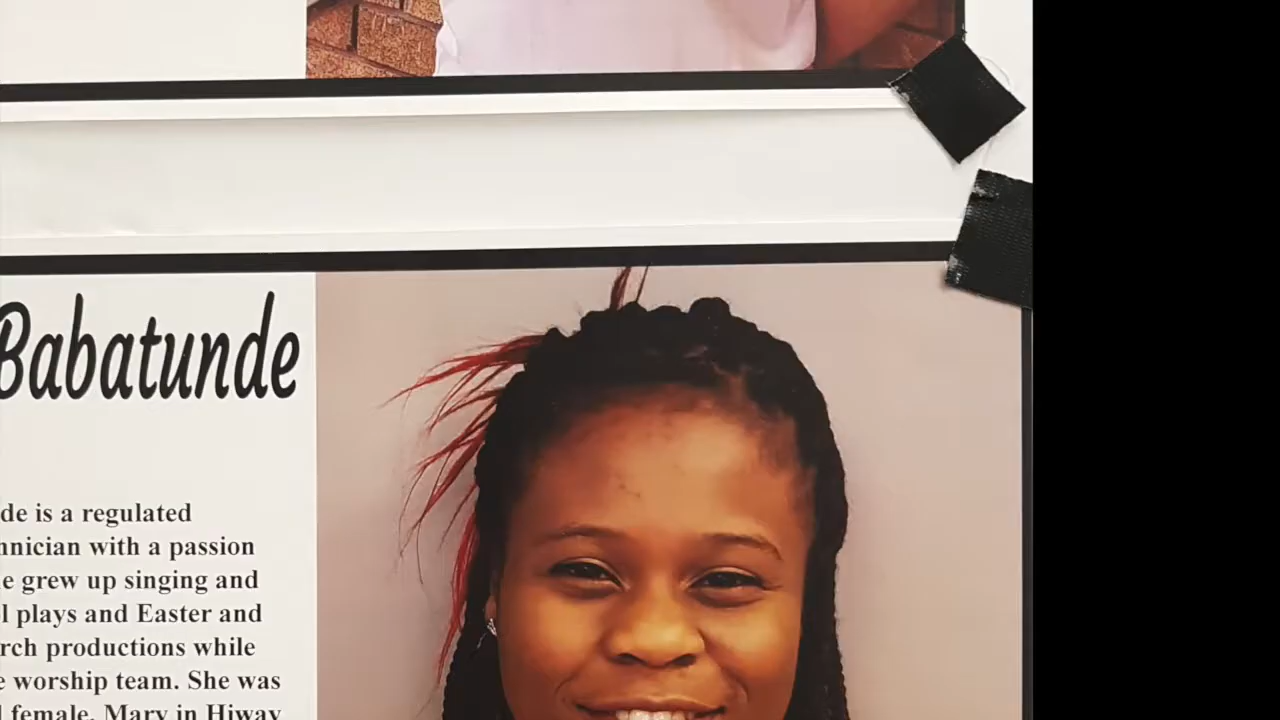 Babatunde
de is a regulated
hnician with a passion
e grew up singing and
l plays and Easter and
rch productions while
e worship team. She was
l female, Mary in Hiway